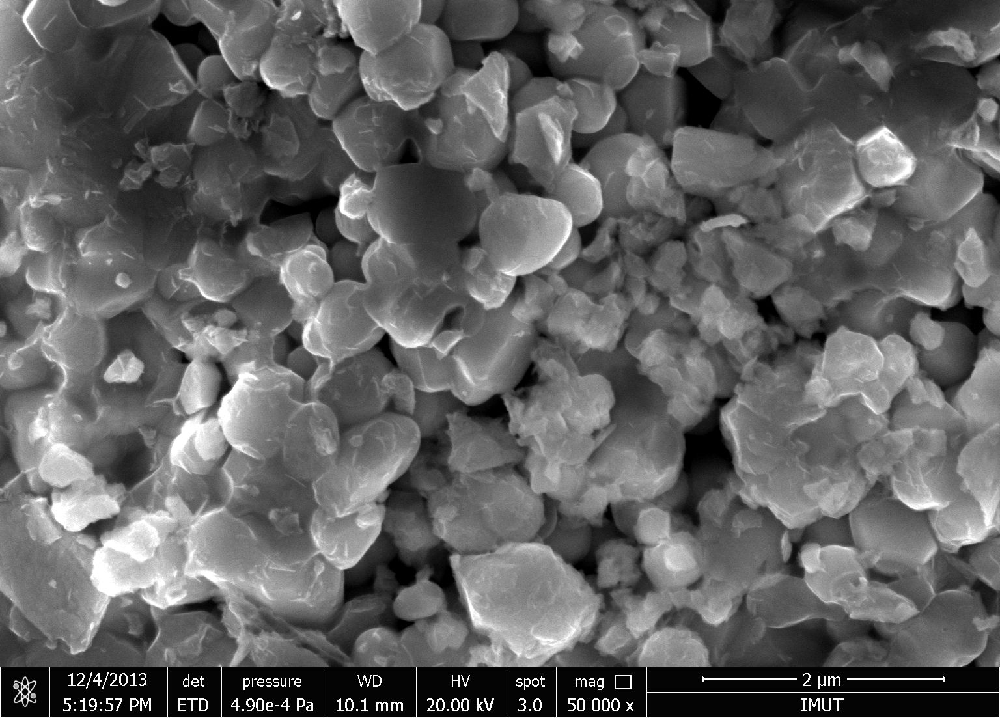 12/4/2013
5:19:57 PM
det
ETD
pressure
4.90e-4 Pa
WD
10.1 mm
HV
20.00 kV
spot
3.0
mag
50 000 x
2 µm
IMUT